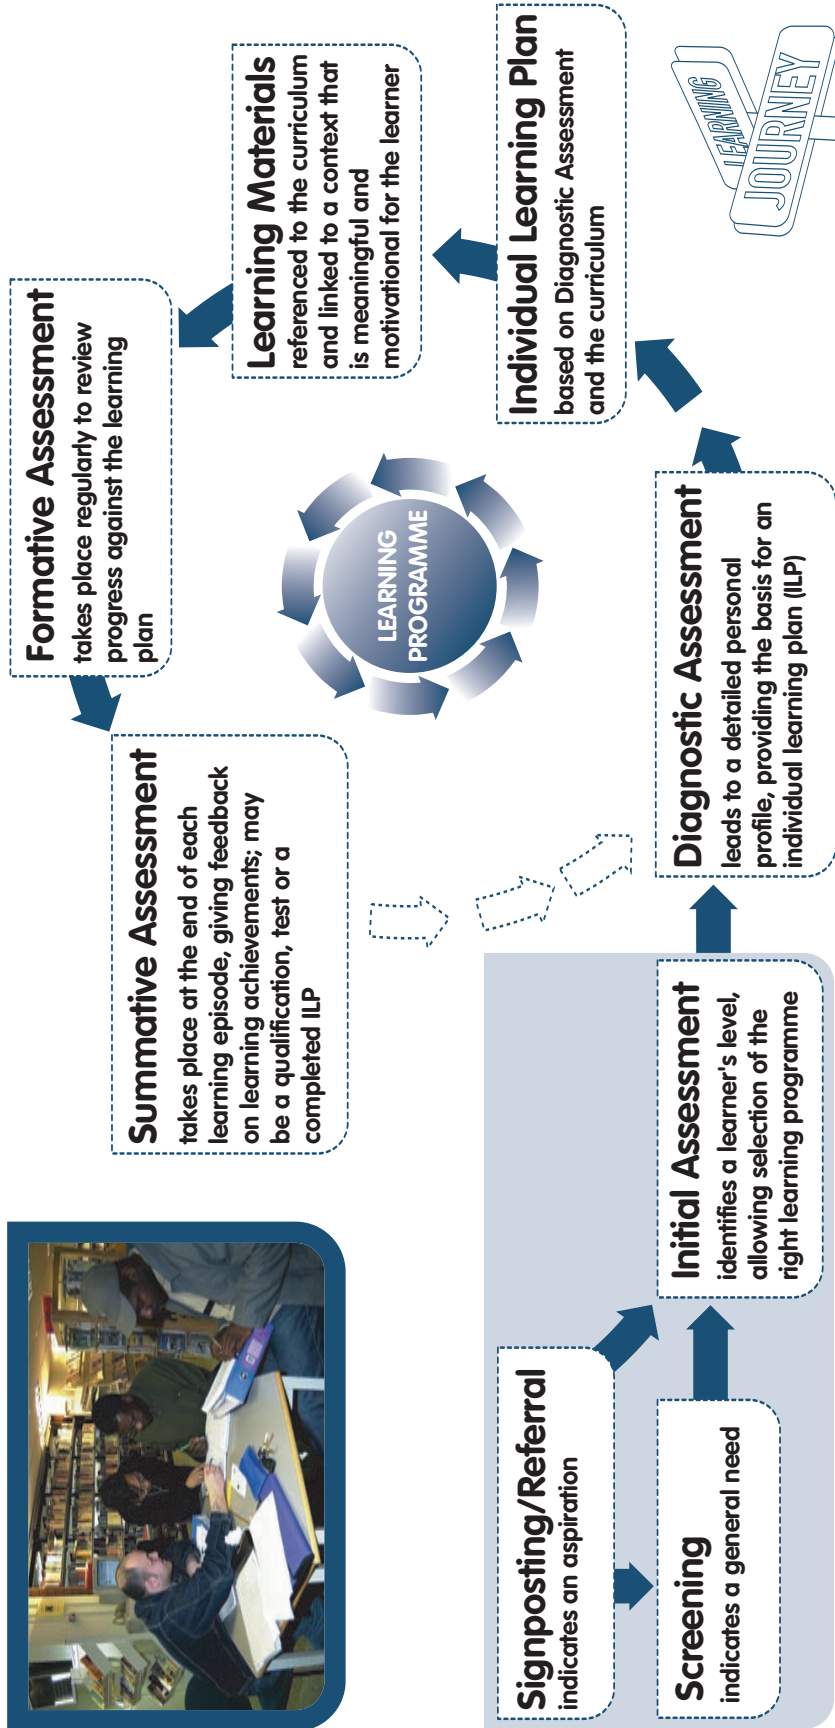 Signposting/Referral
indicates an aspiration
Screening
indicates a general need
Initial Assessment
identifies a learner's level,
allowing selection of the
right learning programme
Diagnostic Assessment
leads to a detailed personal
profile, providing the basis for an
individual learning plan (ILP)
Individual Learning Plan
based on Diagnostic Assessment
and the curriculum
Learning Materials
referenced to the curriculum
and linked to a context that
is meaningful and
motivational for the learner
Formative Assessment
takes place regularly to review
progress against the learning
plan
Summative Assessment
takes place at the end of each
learning episode, giving feedback
on learning achievements; may
be a qualification, test or a
completed ILP
LEARNING
PROGRAMME
LEARNING
JOURNEY